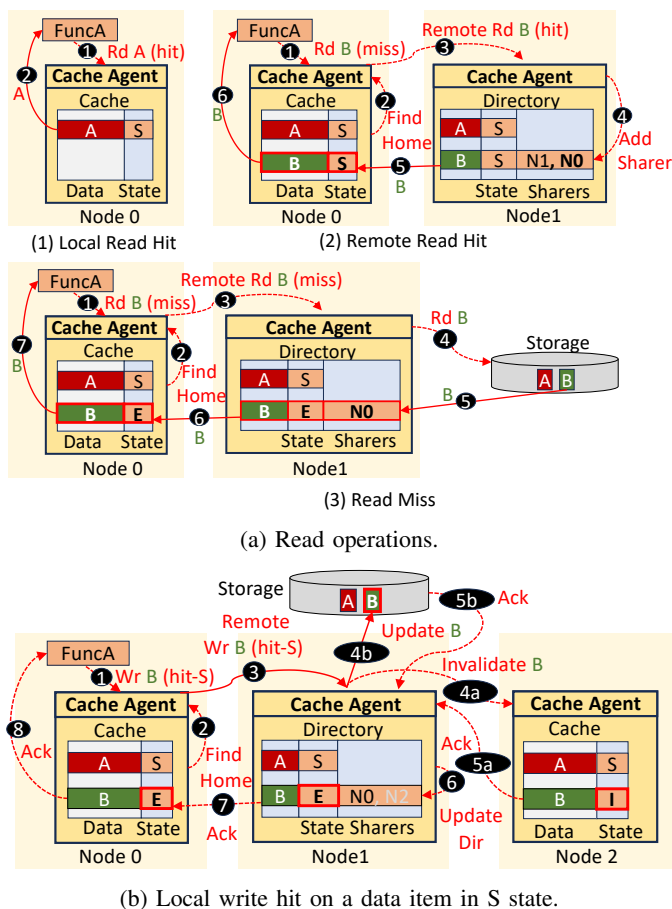 FuncA
1 Rd A (hit)
2
A
Cache Agent
Cache
A S
Data State
Node 0
(1) Local Read Hit
FuncA
1 Rd B (miss)
3 Remote Rd B (hit)
Cache Agent
Cache
6
B
2
Find
Home
A S
B S
5
B
Data State
Node 0
Cache Agent
Directory
A S
B S N1, N0
State Sharers
4
Add
Sharer
Node1
(2) Remote Read Hit
FuncA
1 Rd B (miss)
Remote Rd B (miss)
3
Cache Agent
Cache
7
B
2
Find
Home
A S
B E
6
B
Data State
Node 0
Cache Agent
Directory
A S
B E N0
State Sharers
Node1
Rd B
4
Storage
A B
B 5
(3) Read Miss
(a) Read operations.
Storage
A B
5b Ack
Update B
4b
Remote
Wr B (hit-S)
3
FuncA
1 Wr B (hit-S)
Invalidate B
4a
Cache Agent
Cache
8
Ack
2
Find
Home
A S
B E
7
Ack
Data State
Node 0
Cache Agent
Directory
A S
B E N0, N2
State Sharers
Node1
Ack
5a
6
Update
Dir
Cache Agent
Cache
A S
B I
Data State
Node 2
(b) Local write hit on a data item in S state.